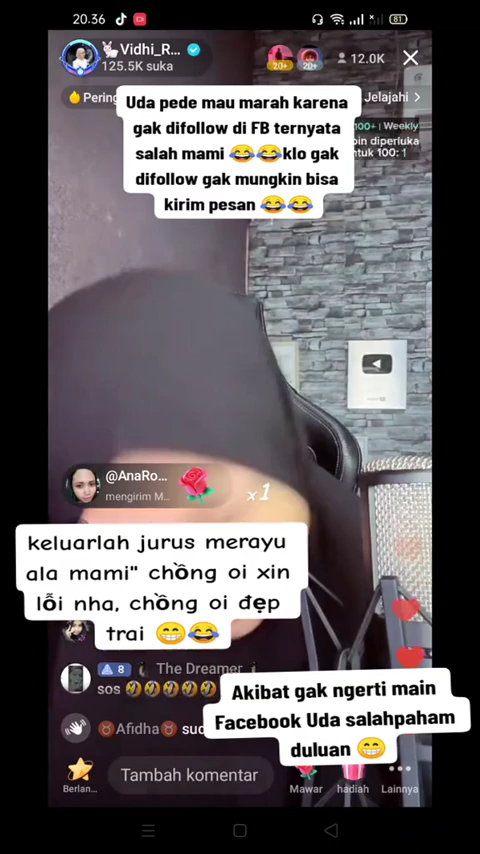 20.36
81
Vidhi_R...
125.5K suka
20+
20+
12.0K
Pering
Jelajahi >
100+ | Weekly
oin diperluka
ntuk 100: 1
Uda pede mau marah karena
gak difollow di FB ternyata
salah mami 😂😂klo gak
difollow gak mungkin bisa
kirim pesan 😂😂
@AnaRo...
mengirim M...
x1
keluarlah jurus merayu
ala mami" chồng oi xin
lỗi nha, chồng oi đẹp
trai 😁😂
8 The Dreamer
sos 🤣🤣🤣🤣🤣
♉Afidha♉ sud
Akibat gak ngerti main
Facebook Uda salahpaham
duluan 😁
Tambah komentar
Berlan...
Mawar
hadiah
Lainnya